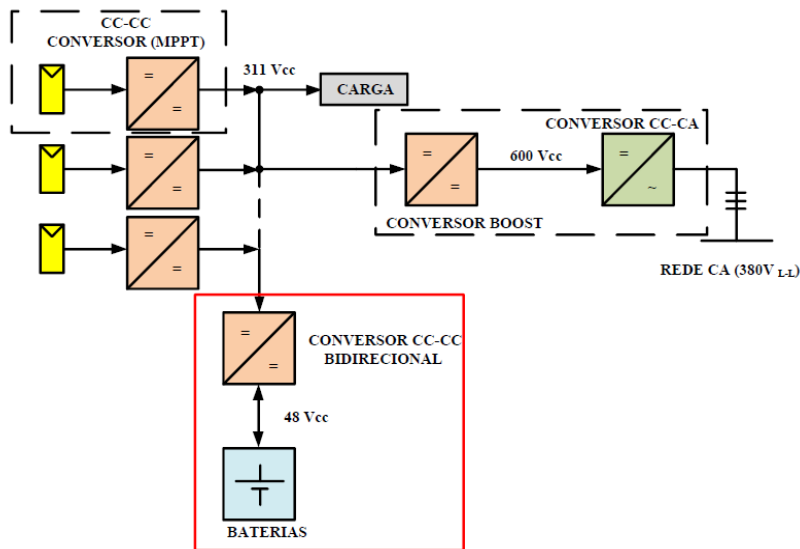 CC-CC
CONVERSOR (MPPT)
=
=
311 Vcc
CARGA
CONVERSOR CC-CA
=
=
600 Vcc
=
~
CONVERSOR BOOST
=
=
=
=
REDE CA (380V L-L)
=
=
CONVERSOR CC-CC
BIDIRECIONAL
48 Vcc
BATERIAS